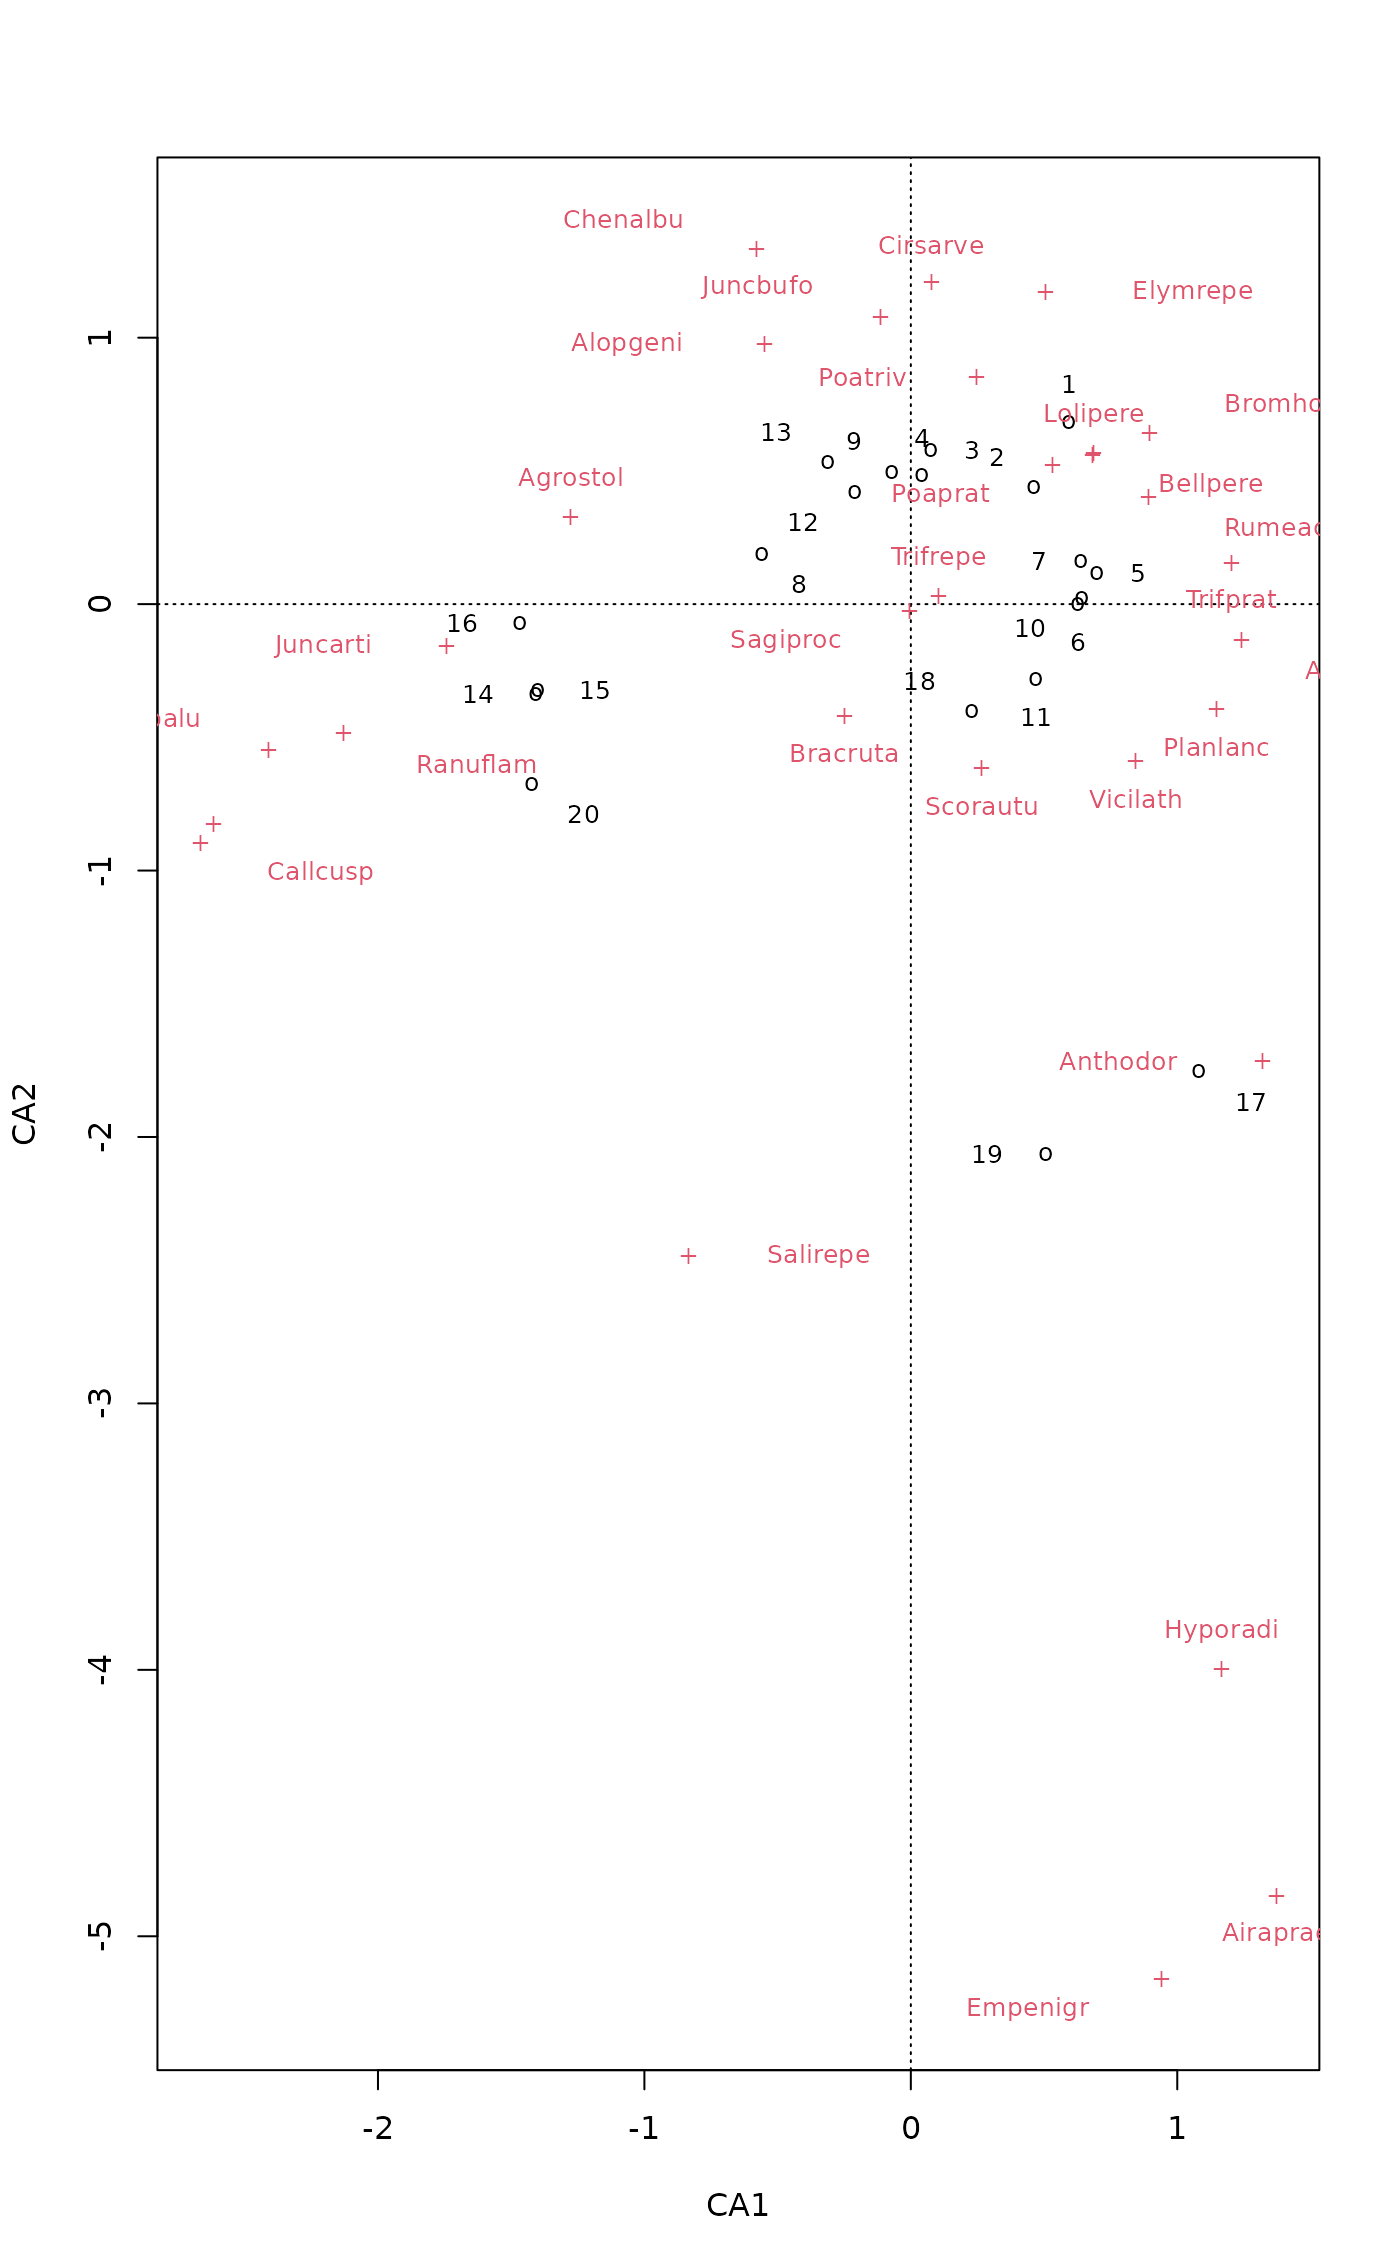 Chenalbu
Cirsarve
Juncbufo
Elymrepe
1
Alopgeni
Poatriv
1
Bromho
Lolipere
13
9
4
3
2
Agrostol
Bellpere
Poaprat
12
Rumeac
Trifrepe
7
5
8
0
Trifprat
16
10
Juncarti
Sagiproc
6
A
18
14
15
palu
11
Bracruta
Planlanc
Ranuflam
Scorautu
Vicilath
20
-1
Callcusp
Anthodor
17
CA2
-2
19
Salirepe
-3
Hyporadi
-4
Airaprae
-5
Empenigr
-2
-1
0
1
CA1